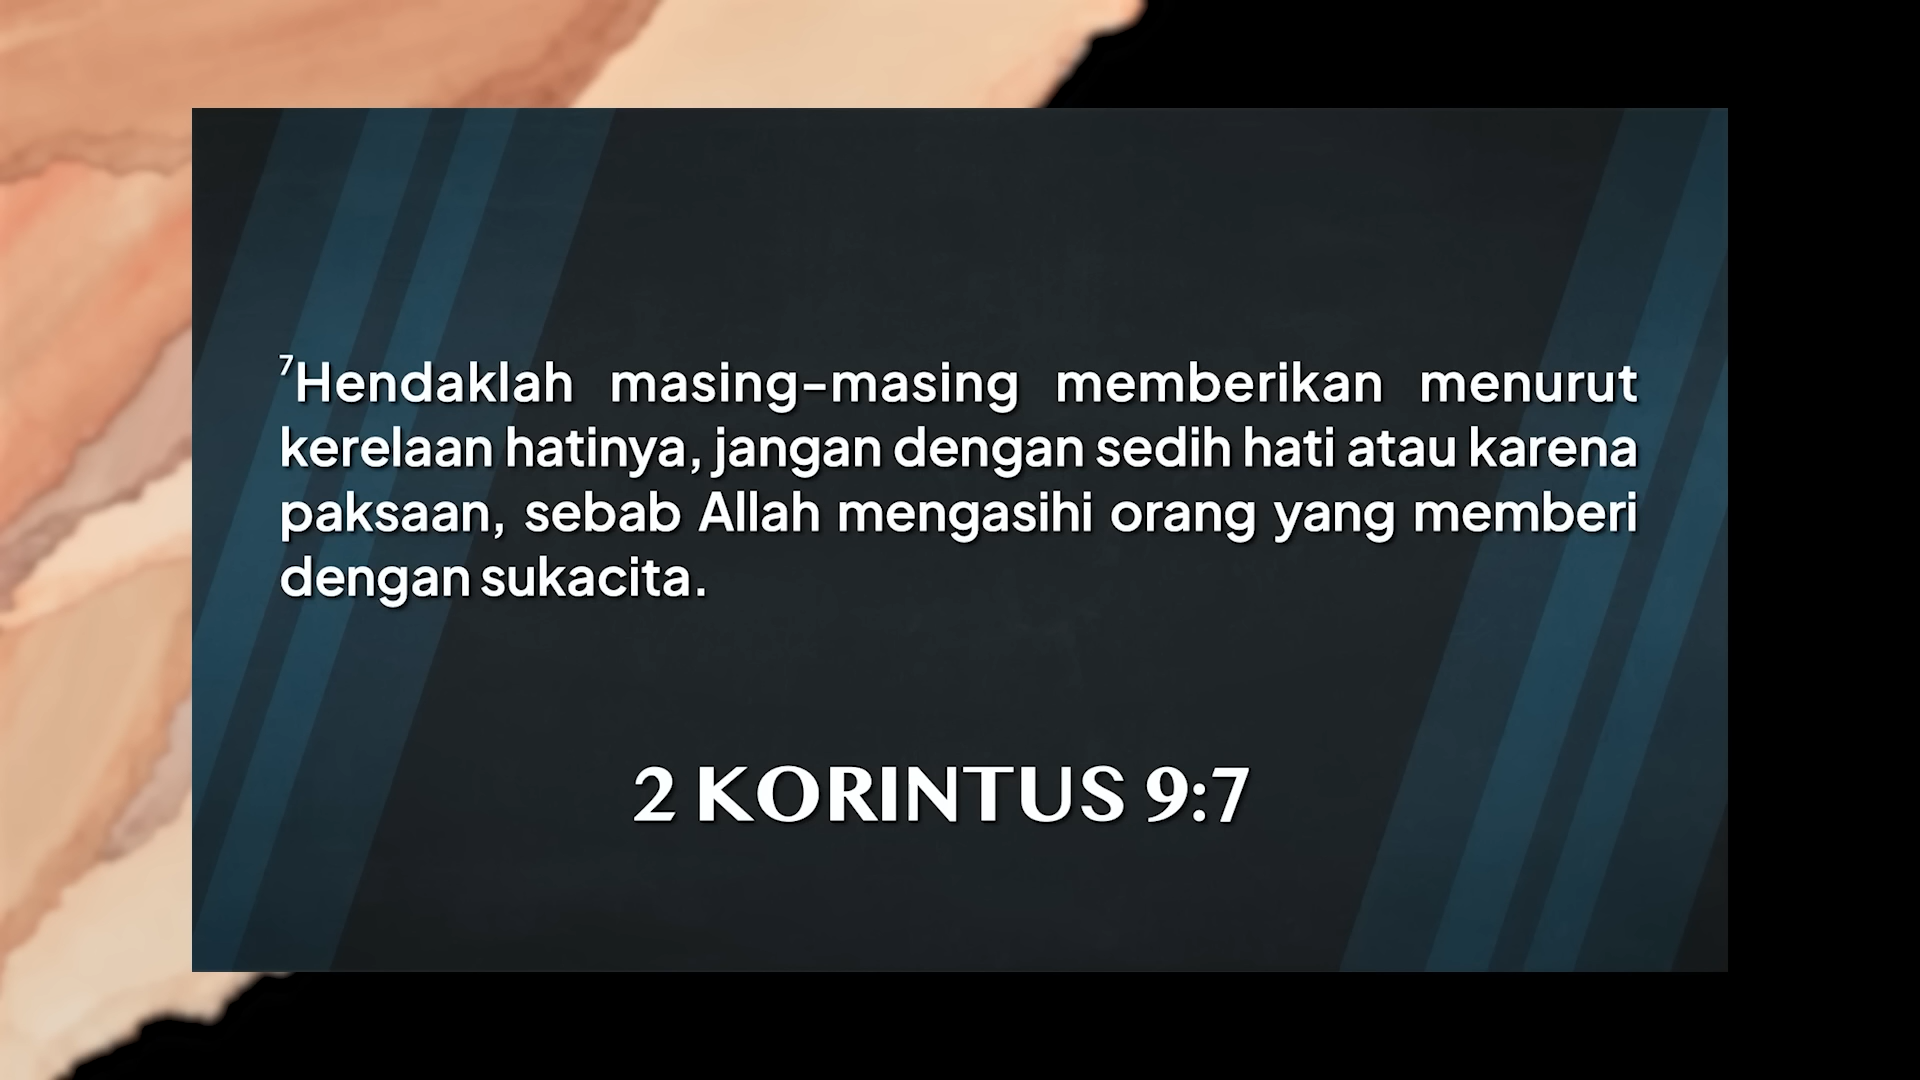 ⁷Hendaklah masing-masing memberikan menurut
kerelaan hatinya, jangan dengan sedih hati atau karena
paksaan, sebab Allah mengasihi orang yang memberi
dengan sukacita.
2 KORINTUS 9:7